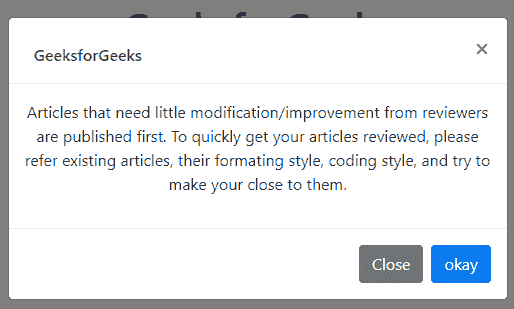 GeeksforGeeks
×
Articles that need little modification/improvement from reviewers
are published first. To quickly get your articles reviewed, please
refer existing articles, their formating style, coding style, and try to
make your close to them.
Close okay